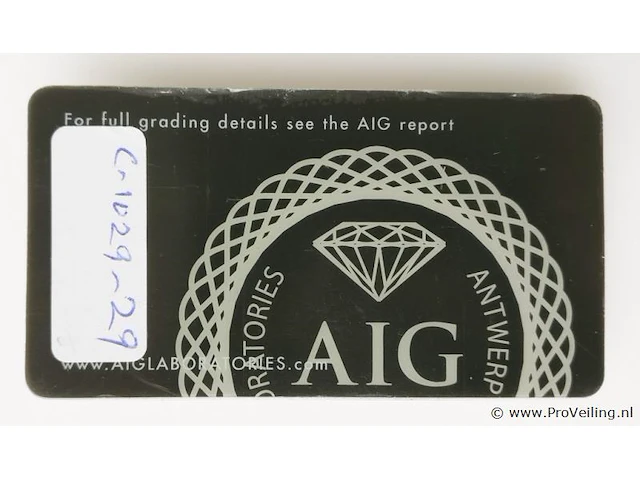 For full grading details see the AIG report
G-1029-29
ORATORIES
ANTWERP
AIG
www.AIGLABORATORIES.com
© www.ProVeiling.nl